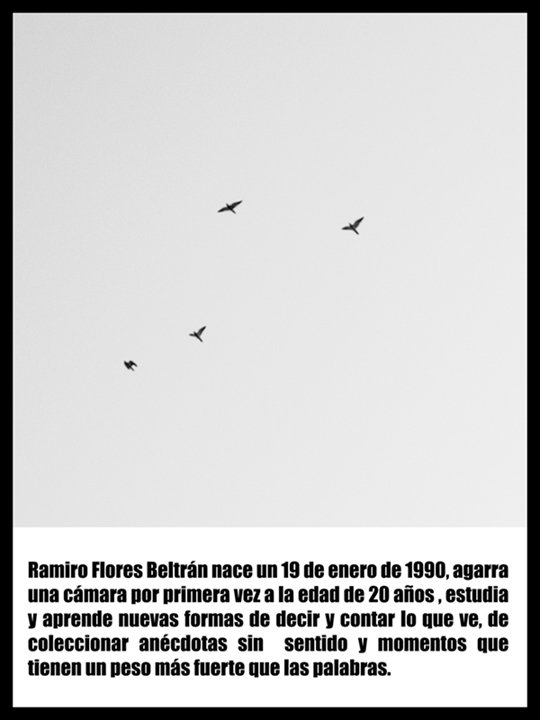 Ramiro Flores Beltrán nace un 19 de enero de 1990, agarra
una cámara por primera vez a la edad de 20 años , estudia
y aprende nuevas formas de decir y contar lo que ve, de
coleccionar anécdotas sin  sentido y momentos que
tienen un peso más fuerte que las palabras.